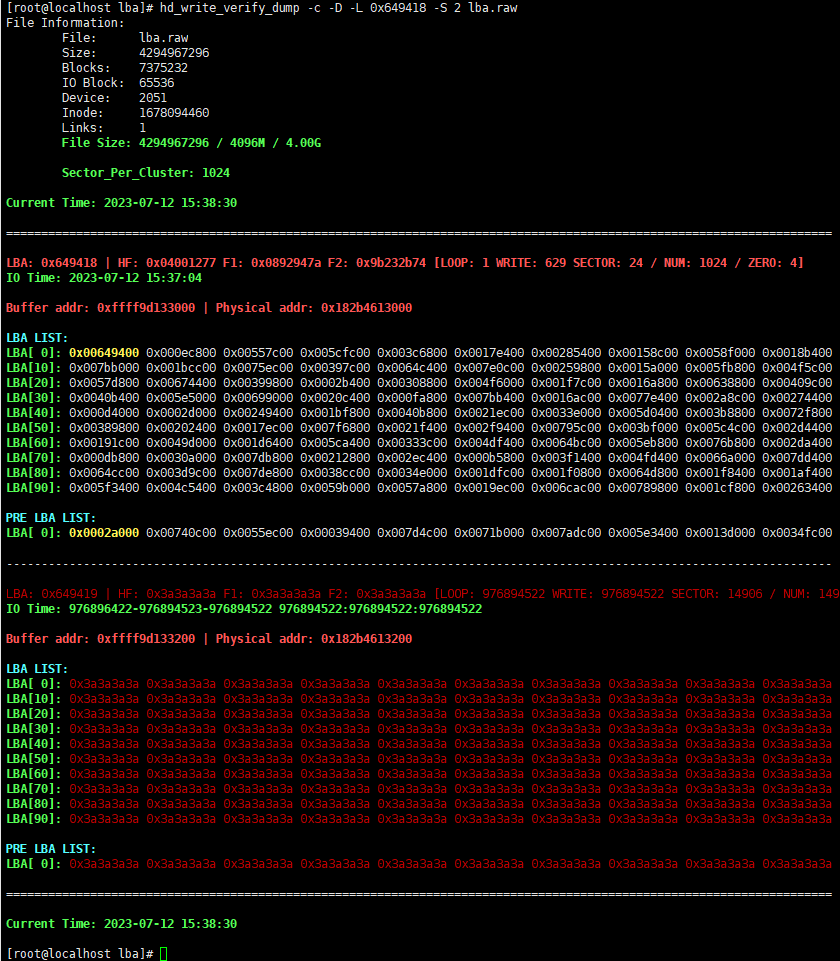 [root@localhost lba]# hd_write_verify_dump -c -D -L 0x649418 -S 2 lba.raw
File Information:
File: lba.raw
Size: 4294967296
Blocks: 7375232
IO Block: 65536
Device: 2051
Inode: 1678094460
Links: 1
File Size: 4294967296 / 4096M / 4.00G
Sector_Per_Cluster: 1024
Current Time: 2023-07-12 15:38:30
======================================================================================================================
LBA: 0x649418 | HF: 0x04001277 F1: 0x0892947a F2: 0x9b232b74 [LOOP: 1 WRITE: 629 SECTOR: 24 / NUM: 1024 / ZERO: 4]
IO Time: 2023-07-12 15:37:04
Buffer addr: 0xffff9d133000 | Physical addr: 0x182b4613000
LBA LIST:
LBA[ 0]: 0x00649400 0x000ec800 0x00557c00 0x005cfc00 0x003c6800 0x0017e400 0x00285400 0x00158c00 0x0058f000 0x0018b400
LBA[10]: 0x007bb000 0x001bcc00 0x0075ec00 0x00397c00 0x0064c400 0x007e0c00 0x00259800 0x0015a000 0x005fb800 0x004f5c00
LBA[20]: 0x0057d800 0x00674400 0x00399800 0x0002b400 0x00308800 0x004f6000 0x001f7c00 0x0016a800 0x00638800 0x00409c00
LBA[30]: 0x0040b400 0x005e5000 0x00699000 0x0020c400 0x000fa800 0x007bb400 0x0016ac00 0x0077e400 0x002a8c00 0x00274400
LBA[40]: 0x000d4000 0x0002d000 0x00249400 0x001bf800 0x0040b800 0x0021ec00 0x0033e000 0x005d0400 0x003b8800 0x0072f800
LBA[50]: 0x00389800 0x00202400 0x0017ec00 0x007f6800 0x0021f400 0x002f9400 0x00795c00 0x003bf000 0x005c4c00 0x002d4400
LBA[60]: 0x00191c00 0x0049d000 0x001d6400 0x005ca400 0x00333c00 0x004df400 0x0064bc00 0x005eb800 0x0076b800 0x002da400
LBA[70]: 0x000db800 0x0030a000 0x007db800 0x00212800 0x002ec400 0x000b5800 0x003f1400 0x004fd400 0x0066a000 0x007dd400
LBA[80]: 0x0064cc00 0x003d9c00 0x007de800 0x0038cc00 0x0034e000 0x001dfc00 0x001f0800 0x0064d800 0x001f8400 0x001af400
LBA[90]: 0x005f3400 0x004c5400 0x003c4800 0x0059b000 0x0057a800 0x0019ec00 0x006cac00 0x00789800 0x001cf800 0x00263400
PRE LBA LIST:
LBA[ 0]: 0x0002a000 0x00740c00 0x0055ec00 0x00039400 0x007d4c00 0x0071b000 0x007adc00 0x005e3400 0x0013d000 0x0034fc00
----------------------------------------------------------------------------------------------------------------------
LBA: 0x649419 | HF: 0x3a3a3a3a F1: 0x3a3a3a3a F2: 0x3a3a3a3a [LOOP: 976894522 WRITE: 976894522 SECTOR: 14906 / NUM: 149
IO Time: 976896422-976894523-976894522 976894522:976894522:976894522
Buffer addr: 0xffff9d133200 | Physical addr: 0x182b4613200
LBA LIST:
LBA[ 0]: 0x3a3a3a3a 0x3a3a3a3a 0x3a3a3a3a 0x3a3a3a3a 0x3a3a3a3a 0x3a3a3a3a 0x3a3a3a3a 0x3a3a3a3a 0x3a3a3a3a 0x3a3a3a3a
LBA[10]: 0x3a3a3a3a 0x3a3a3a3a 0x3a3a3a3a 0x3a3a3a3a 0x3a3a3a3a 0x3a3a3a3a 0x3a3a3a3a 0x3a3a3a3a 0x3a3a3a3a 0x3a3a3a3a
LBA[20]: 0x3a3a3a3a 0x3a3a3a3a 0x3a3a3a3a 0x3a3a3a3a 0x3a3a3a3a 0x3a3a3a3a 0x3a3a3a3a 0x3a3a3a3a 0x3a3a3a3a 0x3a3a3a3a
LBA[30]: 0x3a3a3a3a 0x3a3a3a3a 0x3a3a3a3a 0x3a3a3a3a 0x3a3a3a3a 0x3a3a3a3a 0x3a3a3a3a 0x3a3a3a3a 0x3a3a3a3a 0x3a3a3a3a
LBA[40]: 0x3a3a3a3a 0x3a3a3a3a 0x3a3a3a3a 0x3a3a3a3a 0x3a3a3a3a 0x3a3a3a3a 0x3a3a3a3a 0x3a3a3a3a 0x3a3a3a3a 0x3a3a3a3a
LBA[50]: 0x3a3a3a3a 0x3a3a3a3a 0x3a3a3a3a 0x3a3a3a3a 0x3a3a3a3a 0x3a3a3a3a 0x3a3a3a3a 0x3a3a3a3a 0x3a3a3a3a 0x3a3a3a3a
LBA[60]: 0x3a3a3a3a 0x3a3a3a3a 0x3a3a3a3a 0x3a3a3a3a 0x3a3a3a3a 0x3a3a3a3a 0x3a3a3a3a 0x3a3a3a3a 0x3a3a3a3a 0x3a3a3a3a
LBA[70]: 0x3a3a3a3a 0x3a3a3a3a 0x3a3a3a3a 0x3a3a3a3a 0x3a3a3a3a 0x3a3a3a3a 0x3a3a3a3a 0x3a3a3a3a 0x3a3a3a3a 0x3a3a3a3a
LBA[80]: 0x3a3a3a3a 0x3a3a3a3a 0x3a3a3a3a 0x3a3a3a3a 0x3a3a3a3a 0x3a3a3a3a 0x3a3a3a3a 0x3a3a3a3a 0x3a3a3a3a 0x3a3a3a3a
LBA[90]: 0x3a3a3a3a 0x3a3a3a3a 0x3a3a3a3a 0x3a3a3a3a 0x3a3a3a3a 0x3a3a3a3a 0x3a3a3a3a 0x3a3a3a3a 0x3a3a3a3a 0x3a3a3a3a
PRE LBA LIST:
LBA[ 0]: 0x3a3a3a3a 0x3a3a3a3a 0x3a3a3a3a 0x3a3a3a3a 0x3a3a3a3a 0x3a3a3a3a 0x3a3a3a3a 0x3a3a3a3a 0x3a3a3a3a 0x3a3a3a3a
======================================================================================================================
Current Time: 2023-07-12 15:38:30
[root@localhost lba]#